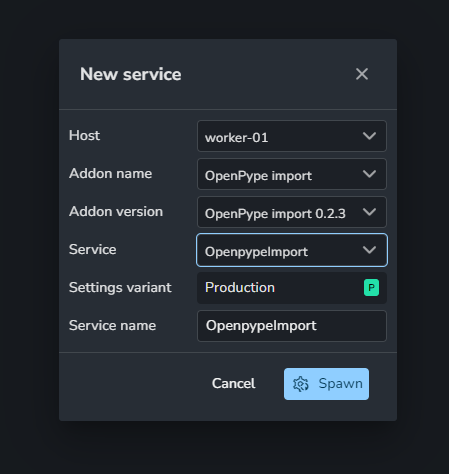 New service
Host
worker-01
Addon name
OpenPype import
Addon version
OpenPype import 0.2.3
Service
OpenpypeImport
Settings variant
Production
P
Service name
OpenpypeImport
Cancel
Spawn